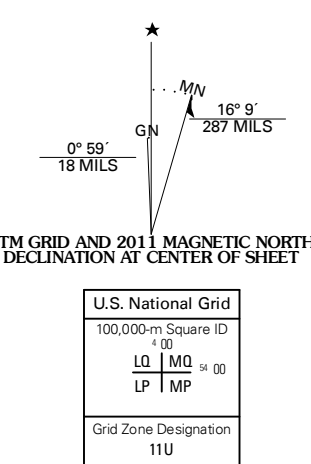 ★
MN
GN
16° 9´
287 MILS
0° 59´
18 MILS
TM GRID AND 2011 MAGNETIC NORTH
DECLINATION AT CENTER OF SHEET
U.S. National Grid
100,000-m Square ID
4 00
LQ MQ 54 00
LP MP
Grid Zone Designation
11U